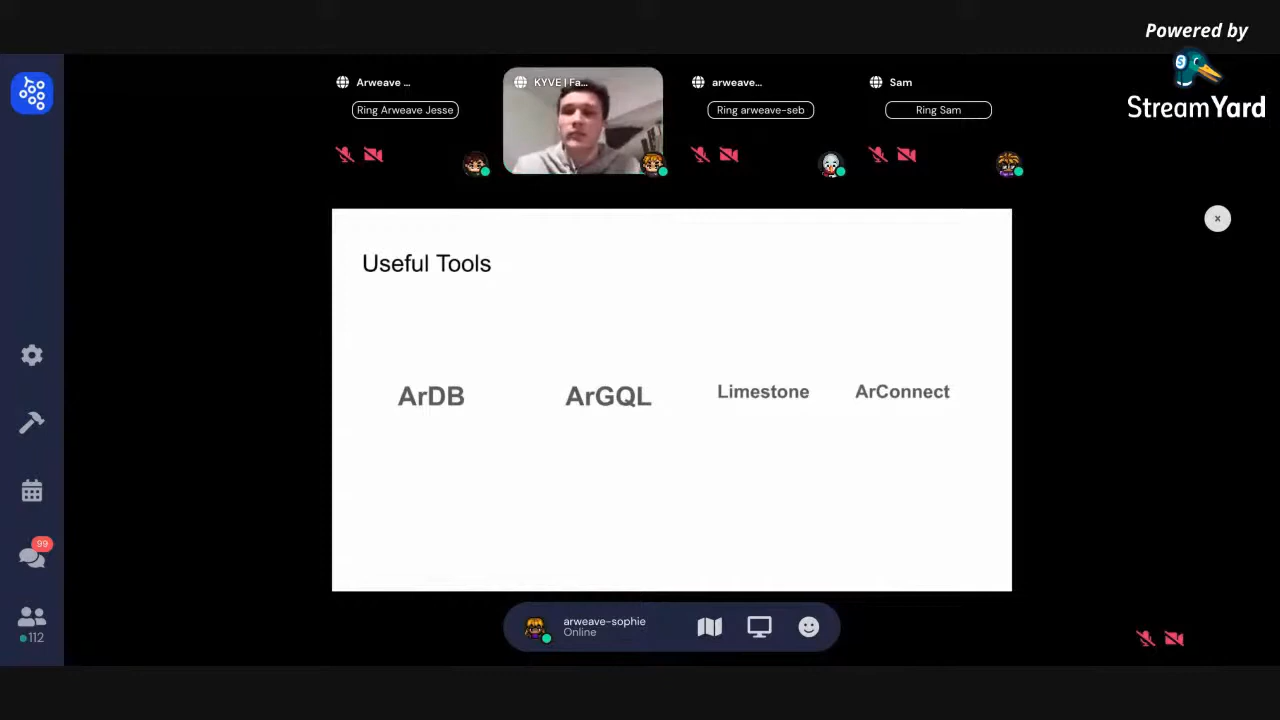 Powered by
StreamYard
Arweave ...
Ring Arweave Jesse
KYVE | Fa...
arweave...
Ring arweave-seb
Sam
Ring Sam
Useful Tools
ArDB
ArGQL
Limestone
ArConnect
99
112
arweave-sophie
Online